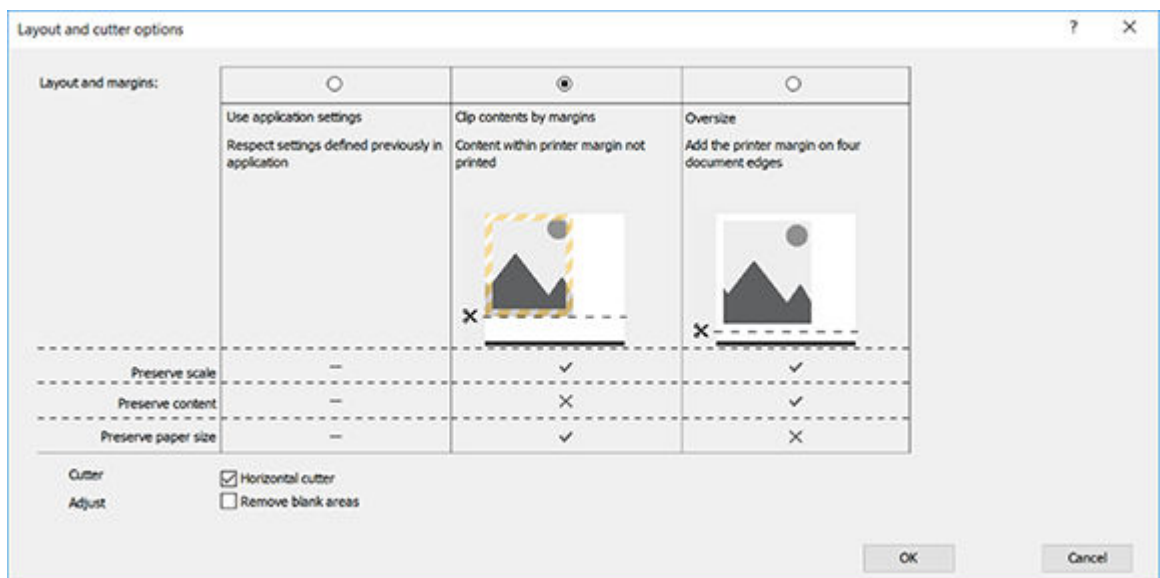 Layout and cutter options
?
Layout and margins:
Use application settings
Clip contents by margins
Oversize
Respect settings defined previously in
application
Content within printer margin not
printed
Add the printer margin on four
document edges
Preserve scale
Preserve content
Preserve paper size
Cutter
Horizontal cutter
Adjust
Remove blank areas
OK
Cancel